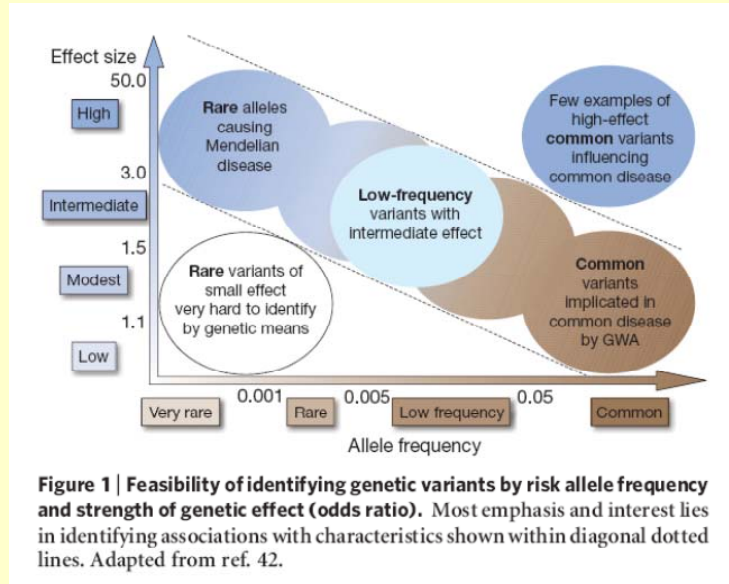 Effect size
50.0
High
3.0
Intermediate
1.5
Modest
1.1
Low
Rare alleles
causing
Mendelian
disease
Few examples of
high-effect
common variants
influencing
common disease
Low-frequency
variants with
intermediate effect
Rare variants of
small effect
very hard to identify
by genetic means
Common
variants
implicated in
common disease
by GWA
0.001
0.005
0.05
Very rare
Rare
Low frequency
Common
Allele frequency
Figure 1 | Feasibility of identifying genetic variants by risk allele frequency
and strength of genetic effect (odds ratio). Most emphasis and interest lies
in identifying associations with characteristics shown within diagonal dotted
lines. Adapted from ref. 42.